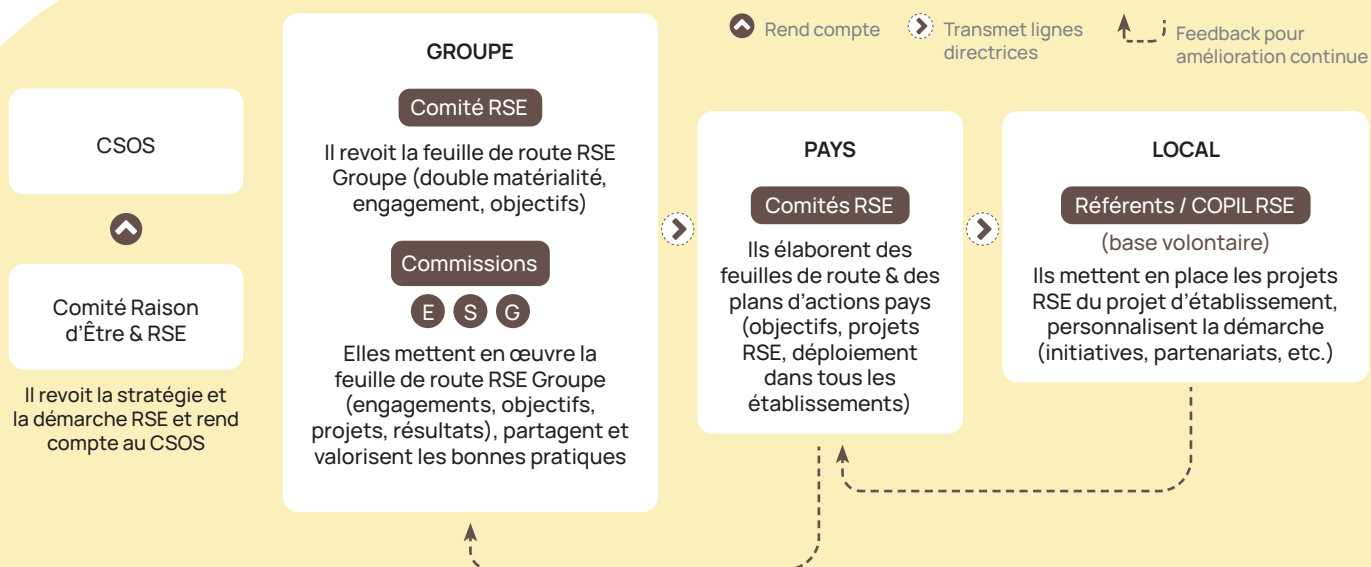 Rend compte
Transmet lignes
directrices
Feedback pour
amélioration continue
CSOS
Comité Raison
d'Être & RSE
Il revoit la stratégie et
la démarche RSE et rend
compte au CSOS
GROUPE
Comité RSE
Il revoit la feuille de route RSE
Groupe (double matérialité,
engagement, objectifs)
Commissions
E S G
Elles mettent en œuvre la
feuille de route RSE Groupe
(engagements, objectifs,
projets, résultats), partagent et
valorisent les bonnes pratiques
PAYS
Comités RSE
Ils élaborent des
feuilles de route & des
plans d'actions pays
(objectifs, projets
RSE, déploiement
dans tous les
établissements)
LOCAL
Référents / COPIL RSE
(base volontaire)
Ils mettent en place les projets
RSE du projet d'établissement,
personnalisent la démarche
(initiatives, partenariats, etc.)